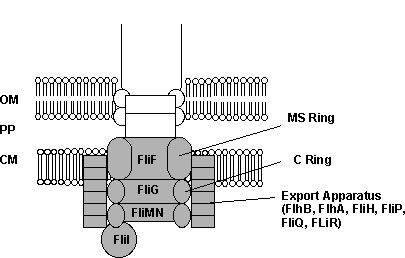 OM
MS Ring
PP
CM
FliF
C Ring
FliG
Export Apparatus
(FlhB, FlhA, FliH, FliP,
FliQ, FLiR)
FliMN
FliI